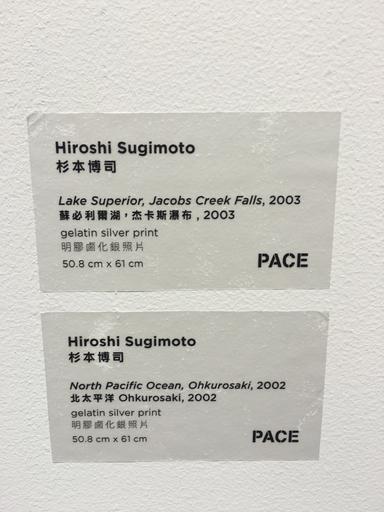 Hiroshi Sugimoto
杉本博司
Lake Superior, Jacobs Creek Falls, 2003
蘇必利爾湖，杰卡斯瀑布 , 2003
gelatin silver print
明膠鹵化銀照片
50.8 cm x 61 cm
PACE
Hiroshi Sugimoto
杉本博司
North Pacific Ocean, Ohkurosaki, 2002
北太平洋 Ohkurosaki, 2002
gelatin silver print
明膠鹵化銀照片
50.8 cm x 61 cm
PACE